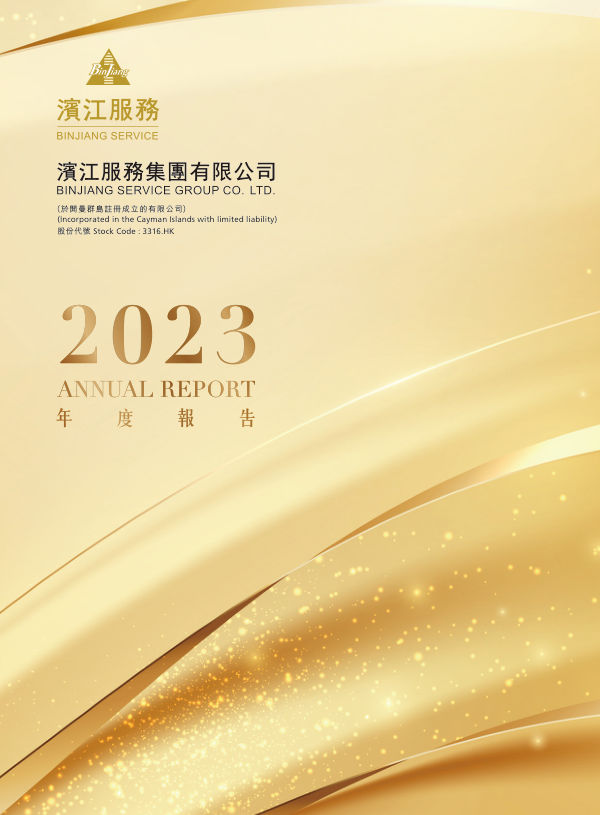 BinJiang
濱江服務
BINJIANG SERVICE
濱江服務集團有限公司
BINJIANG SERVICE GROUP CO. LTD.
(於開曼群島註冊成立的有限公司)
(Incorporated in the Cayman Islands with limited liability)
股份代號 Stock Code : 3316.HK
2023
ANNUAL REPORT
年度報告